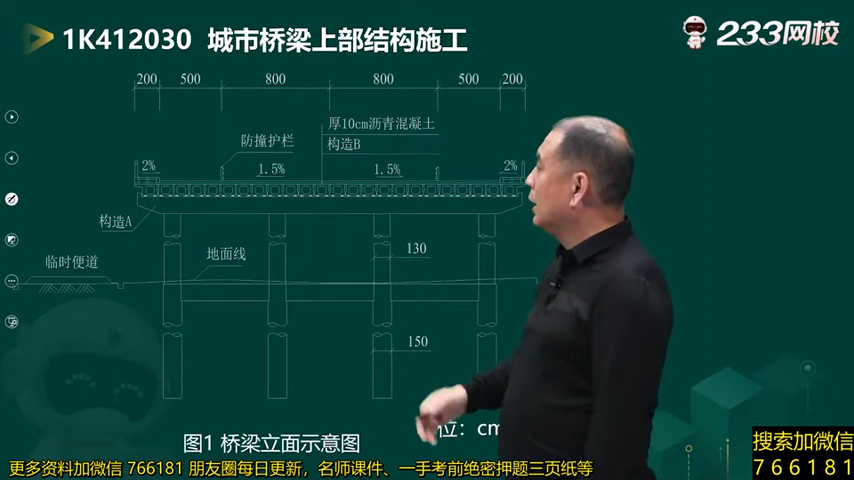 1K412030 城市桥梁上部结构施工
233网校
200 500 800 800 500 200
厚10cm沥青混凝土
防撞护栏
构造B
2% 1.5% 1.5% 2%
构造A
地面线
130
临时便道
150
图1 桥梁立面示意图
位：cm
更多资料加微信 766181 朋友圈每日更新，名师课件、一手考前绝密押题三页纸等
搜索加微信
766181